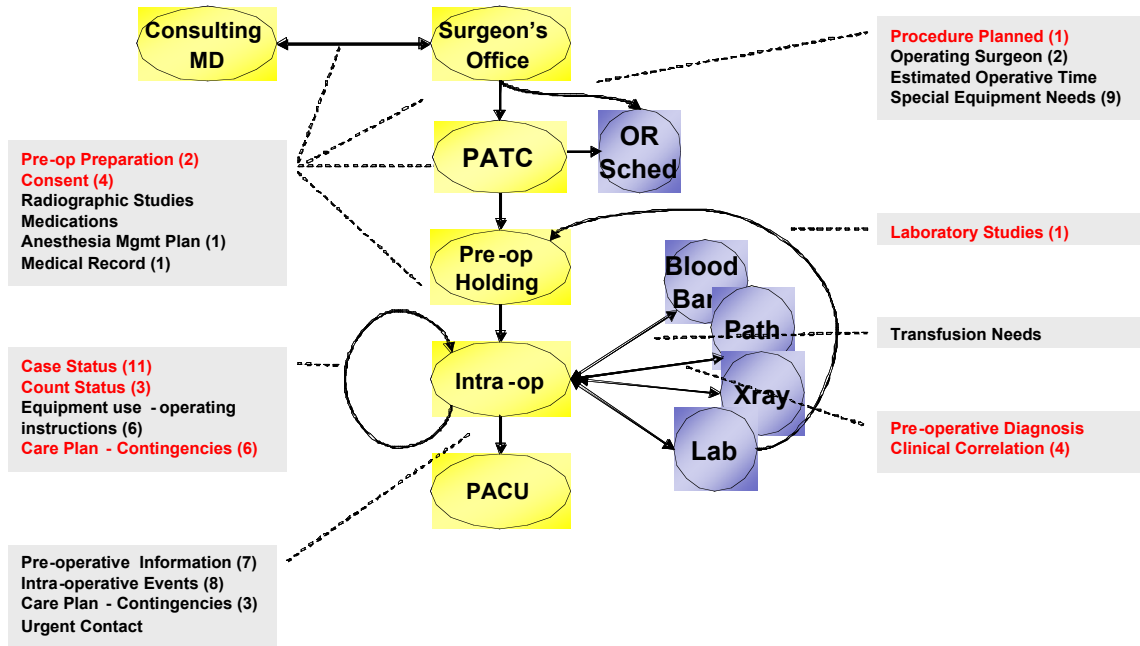 Consulting
MD
Surgeon's
Office
Procedure Planned (1)
Operating Surgeon (2)
Estimated Operative Time
Special Equipment Needs (9)
PATC
OR
Sched
Pre-op Preparation (2)
Consent (4)
Radiographic Studies
Medications
Anesthesia Mgmt Plan (1)
Medical Record (1)
Pre-op
Holding
Laboratory Studies (1)
Blood
Path
Transfusion Needs
Case Status (11)
Count Status (3)
Equipment use - operating
instructions (6)
Care Plan - Contingencies (6)
Intra-op
Xray
Lab
Pre-operative Diagnosis
Clinical Correlation (4)
PACU
Pre-operative Information (7)
Intra-operative Events (8)
Care Plan - Contingencies (3)
Urgent Contact